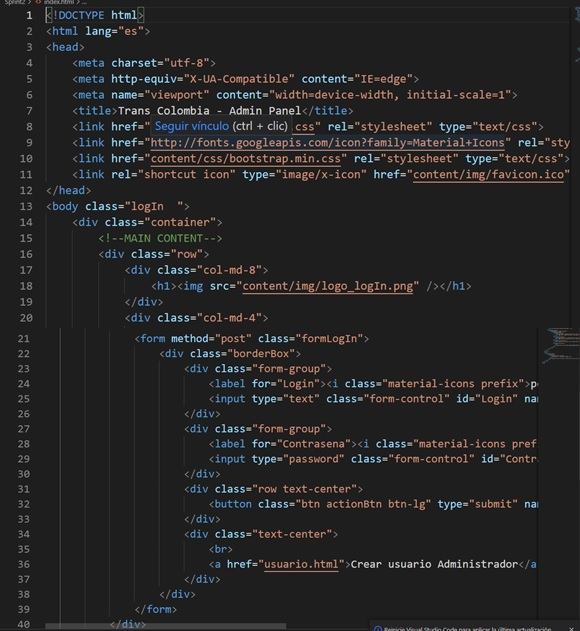 Sprint2 > index.html > ...
1 <!DOCTYPE html>
2 <html lang="es">
3 <head>
4 <meta charset="utf-8">
5 <meta http-equiv="X-UA-Compatible" content="IE=edge">
6 <meta name="viewport" content="width=device-width, initial-scale=1">
7 <title>Trans Colombia - Admin Panel</title>
8 <link href=" Seguir vínculo (ctrl + clic) css" rel="stylesheet" type="text/css">
9 <link href="http://fonts.googleapis.com/icon?family=Material+Icons" rel="sty
10 <link href="content/css/bootstrap.min.css" rel="stylesheet" type="text/css">
11 <link rel="shortcut icon" type="image/x-icon" href="content/img/favicon.ico"
12 </head>
13 <body class="logIn  ">
14 <div class="container">
15 <!--MAIN CONTENT-->
16 <div class="row">
17 <div class="col-md-8">
18 <h1><img src="content/img/logo_logIn.png" /></h1>
19 </div>
20 <div class="col-md-4">
21 <form method="post" class="formLogIn">
22 <div class="borderBox">
23 <div class="form-group">
24 <label for="Login"><i class="material-icons prefix">p
25 <input type="text" class="form-control" id="Login" na
26 </div>
27 <div class="form-group">
28 <label for="Contrasena"><i class="material-icons pref
29 <input type="password" class="form-control" id="Contr
30 </div>
31 <div class="row text-center">
32 <button class="btn actionBtn btn-lg" type="submit" na
33 </div>
34 <div class="text-center">
35 <br>
36 <a href="usuario.html">Crear usuario Administrador</a
37 </div>
38 </div>
39 </form>
40 </div>
Reinicie Visual Studio Code para aplicar la última actualización.